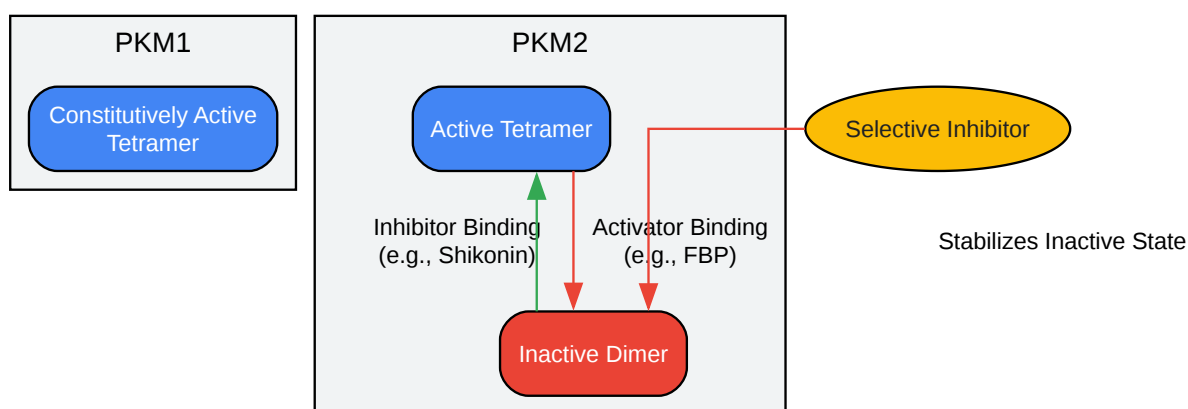 PKM1
Constitutively Active
Tetramer
PKM2
Active Tetramer
Selective Inhibitor
Inhibitor Binding
(e.g., Shikonin)
Activator Binding
(e.g., FBP)
Stabilizes Inactive State
Inactive Dimer